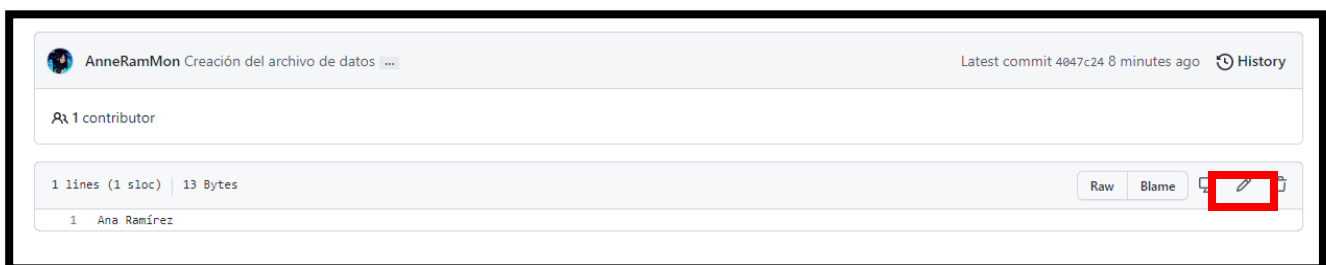 AnneRamMon Creación del archivo de datos ... Latest commit 4047c24 8 minutes ago History
1 contributor
1 lines (1 sloc) 13 Bytes Raw Blame
1 Ana Ramírez